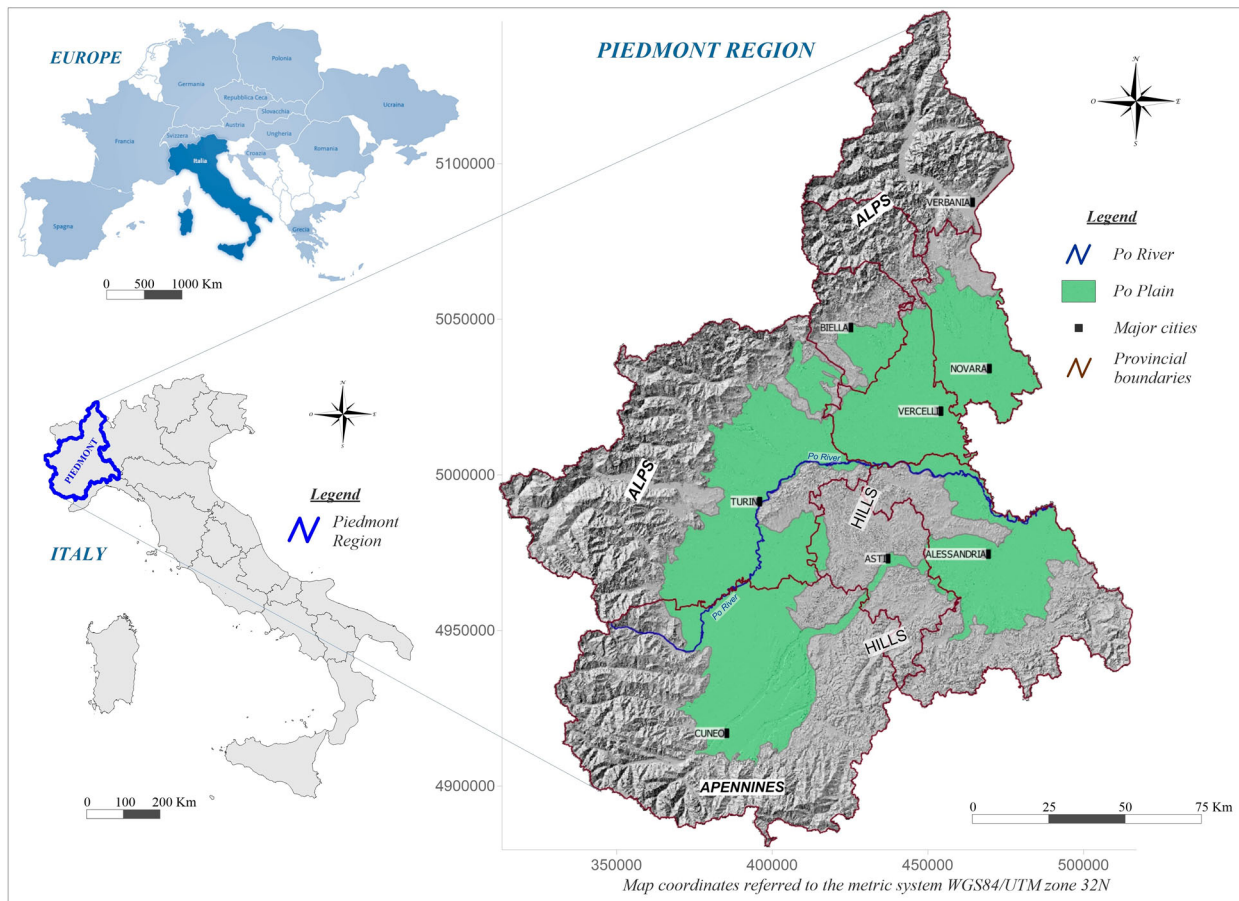 EUROPE
Polonia
Germania
Repubblica Ceca
Ucraina
Slovacchia
Francia
Austria
Svizzera
Ungheria
Italia
Croazia
Romania
Spagna
Grecia
0 500 1000 Km
ITALY
N
O E
S
PIEDMONT
Legend
Piedmont
Region
0 100 200 Km
PIEDMONT REGION
N
O E
S
Legend
Po River
Po Plain
Major cities
Provincial
boundaries
5100000
5050000
5000000
4950000
4900000
350000 400000 450000 500000
ALPS
VERBANIA
BIELLA
NOVARA
VERCELLI
Po River
ALPS
TURIN
HILLS
ASTI
ALESSANDRIA
Po River
HILLS
CUNEO
APENNINES
0 25 50 75 Km
Map coordinates referred to the metric system WGS84/UTM zone 32N